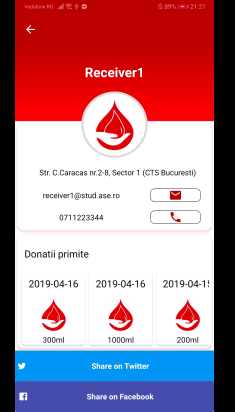 Vodafone RO
89%
21:21
Receiver1
Str. C.Caracas nr.2-8, Sector 1 (CTS Bucuresti)
receiver1@stud.ase.ro
0711223344
Donatii primite
2019-04-16 2019-04-16 2019-04-1
300ml 1000ml 200ml
Share on Twitter
Share on Facebook